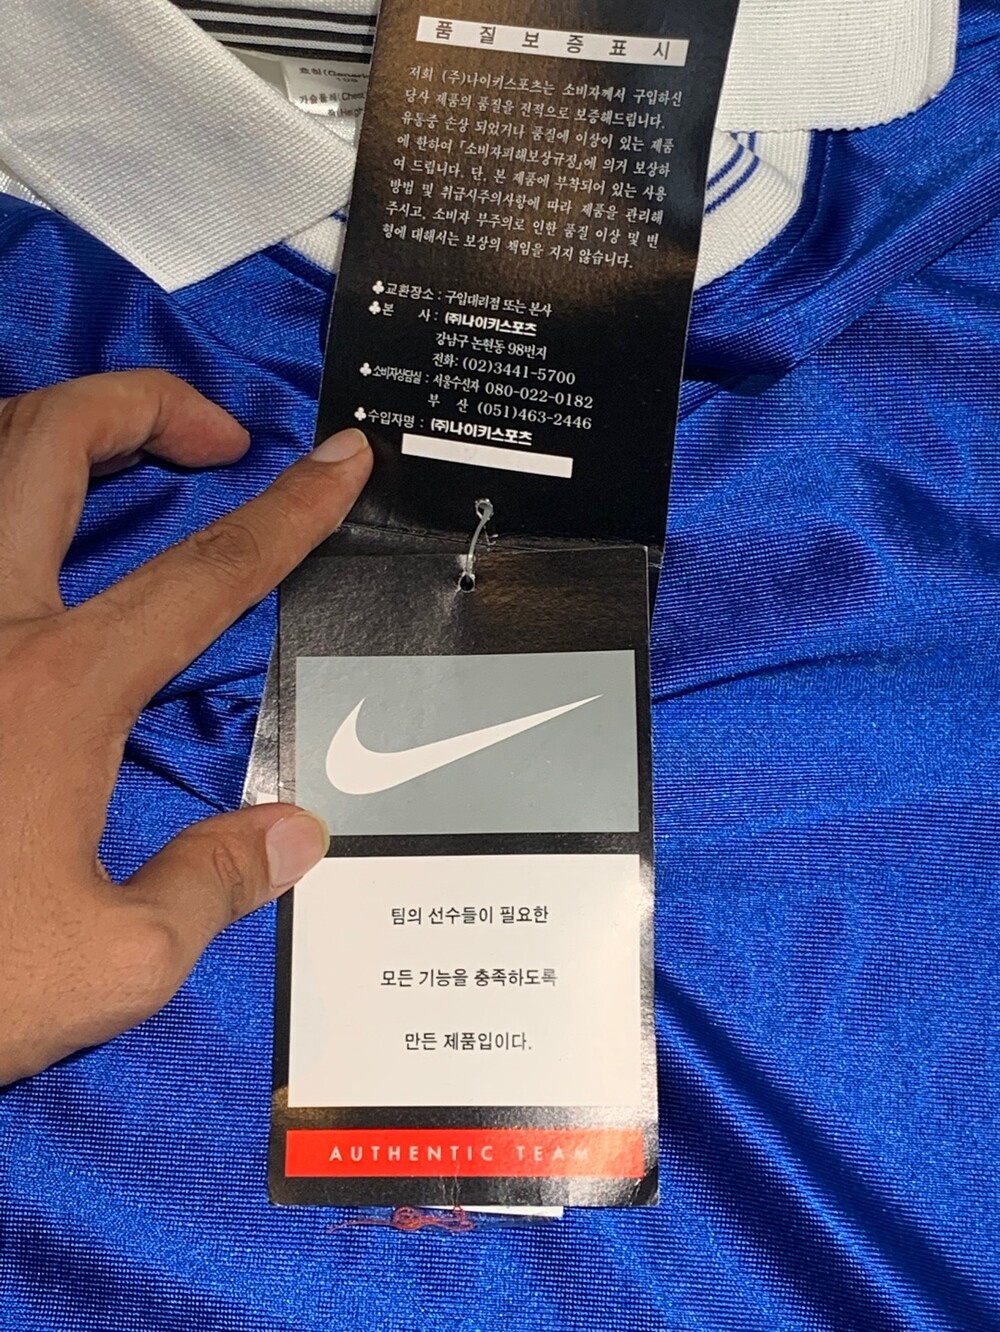 품질보증표시
호칭(Generi
105
가슴둘레(Chest
저희 (주)나이키스포츠는 소비자께서 구입하신
당사 제품의 품질을 전적으로 보증해드립니다.
유동중 손상 되었거나 품질에 이상이 있는 제품
에 한하여 「소비자피해보상규정」에 의거 보상하
여 드립니다. 단, 본 제품에 부착되어 있는 사용
방법 및 취급시주의사항에 따라 제품을 관리해
주시고, 소비자 부주의로 인한 품질 이상 및 변
형에 대해서는 보상의 책임을 지지 않습니다.
♣교환장소 : 구입대리점 또는 본사
♣본 사 : (주)나이키스포츠
강남구 논현동 98번지
전화: (02)3441-5700
♣소비자상담실 : 서울수신자 080-022-0182
부 산 (051)463-2446
♣수입자명 : (주)나이키스포츠
팀의 선수들이 필요한
모든 기능을 충족하도록
만든 제품입이다.
AUTHENTIC TEAM